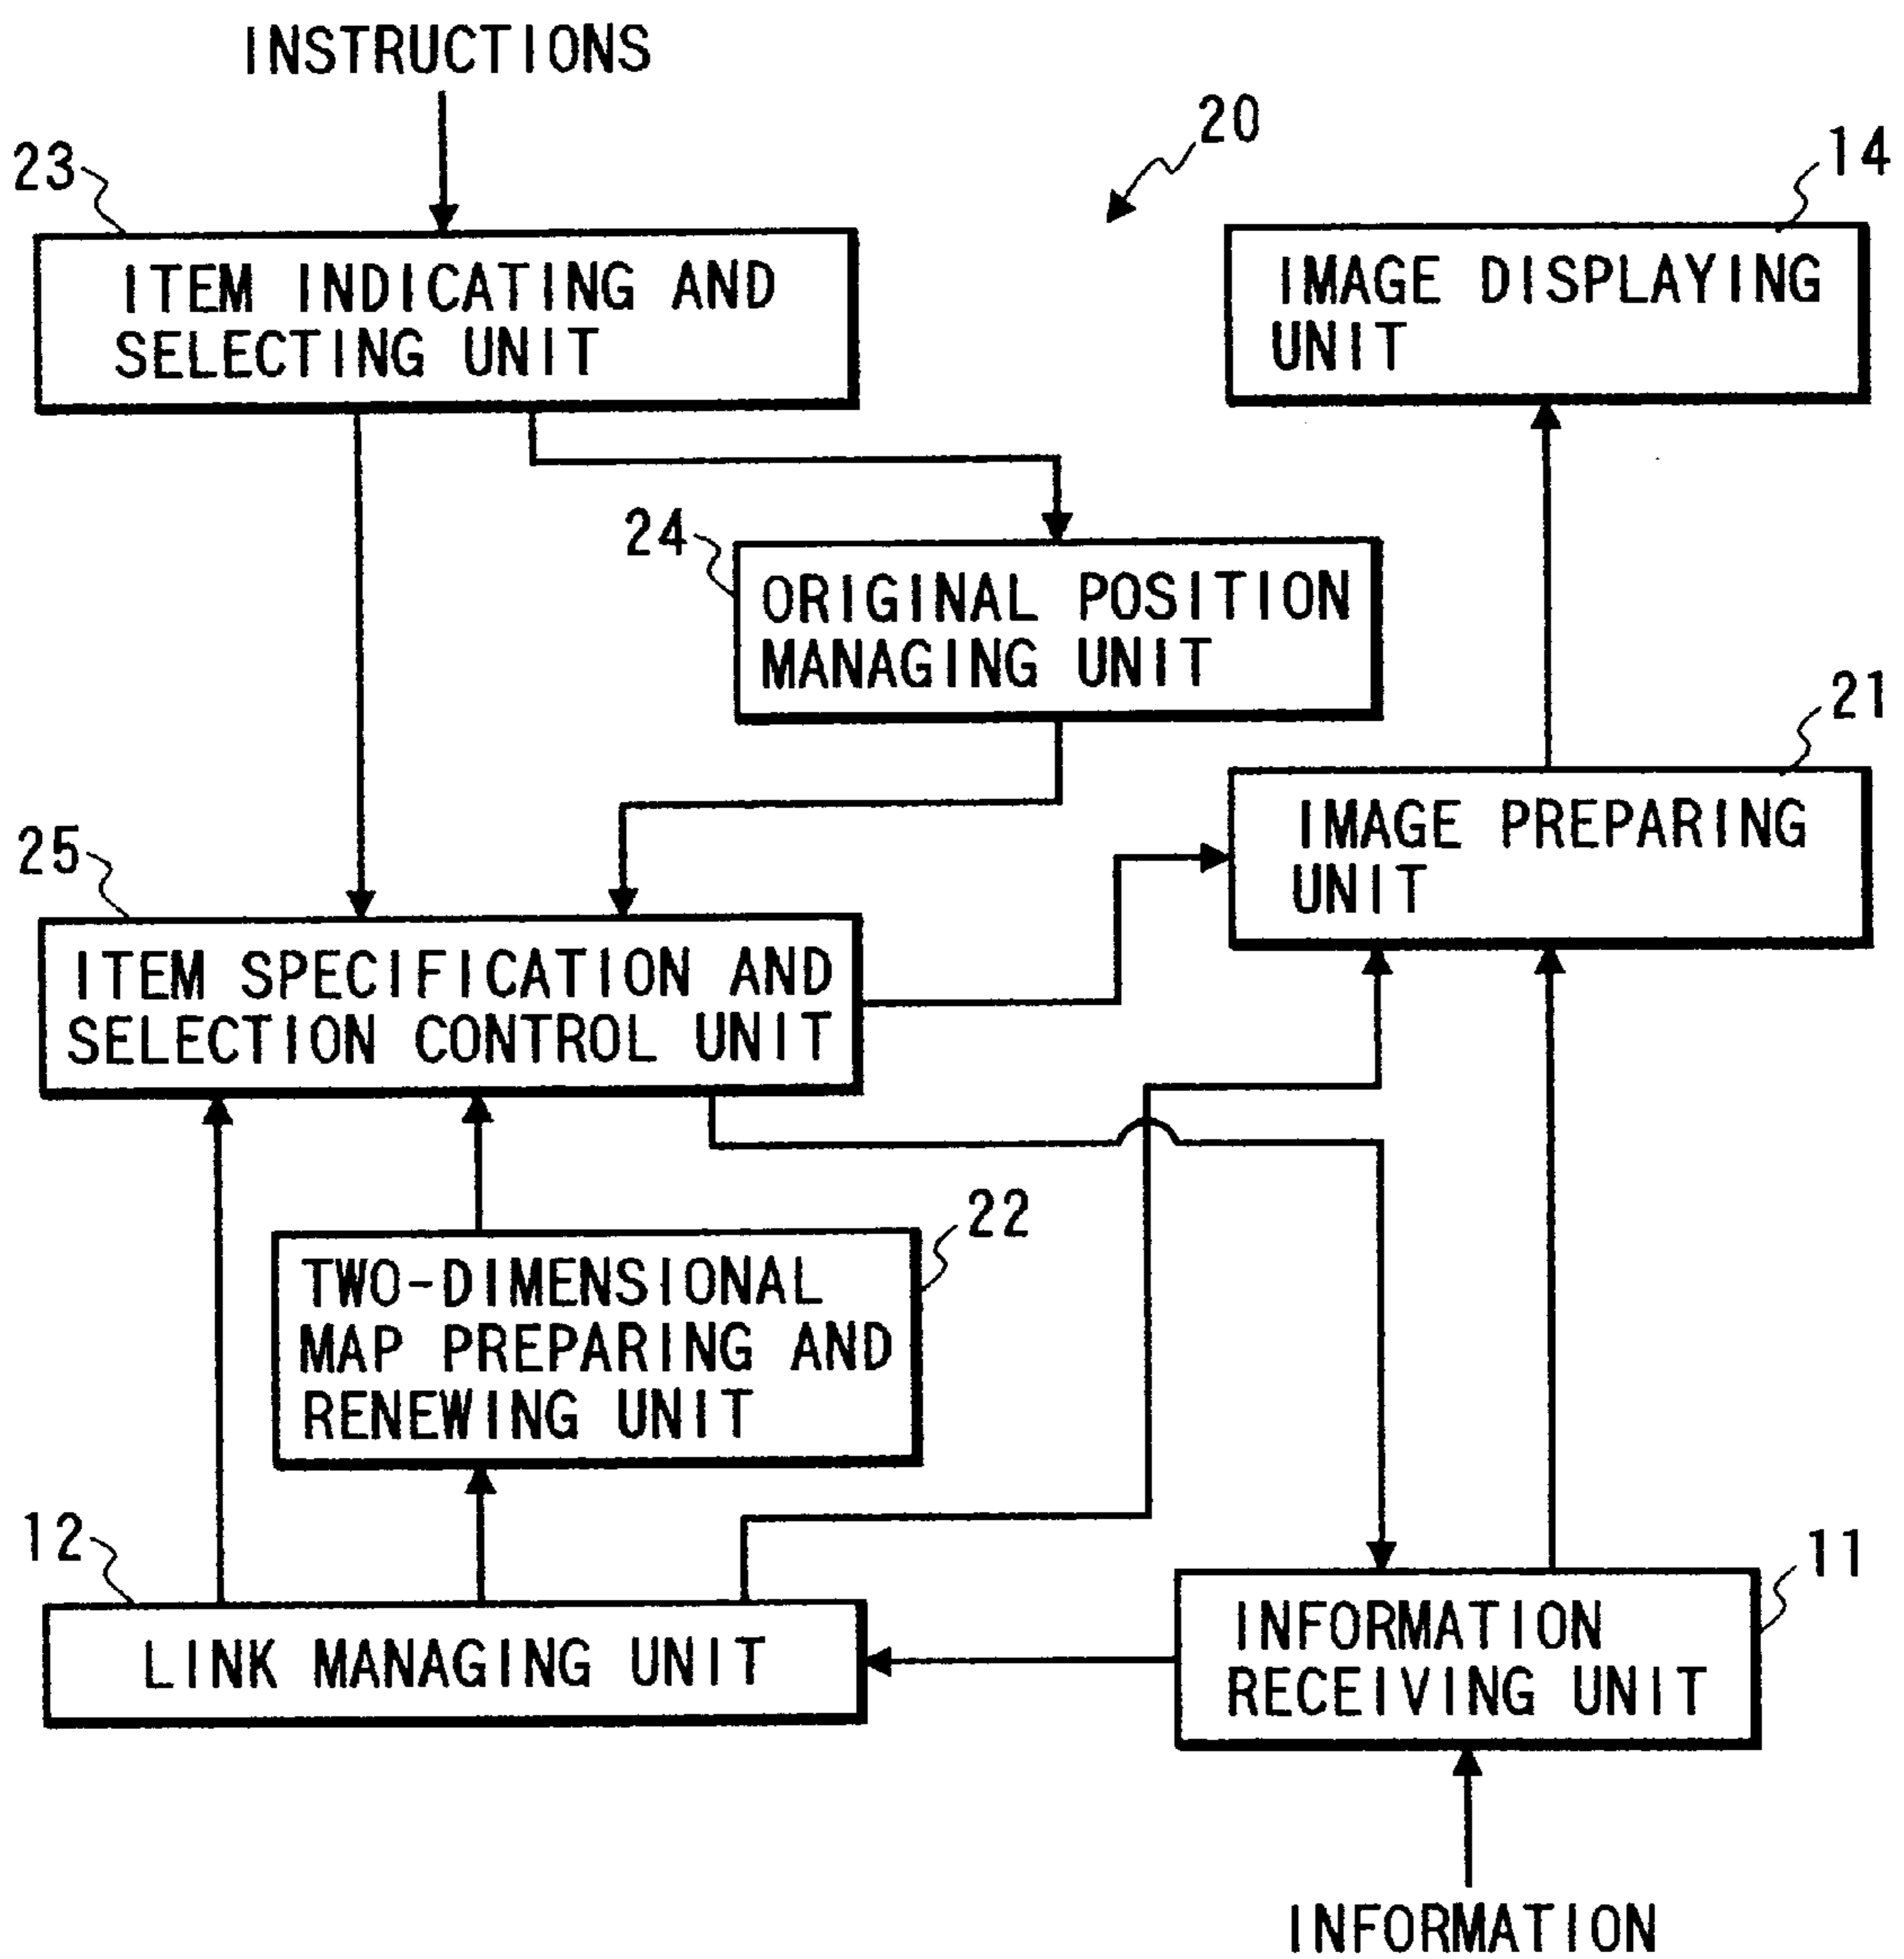 INSTRUCTIONS
20
23
14
ITEM INDICATING AND
SELECTING UNIT
IMAGE DISPLAYING
UNIT
24
ORIGINAL POSITION
MANAGING UNIT
21
IMAGE PREPARING
UNIT
25
ITEM SPECIFICATION AND
SELECTION CONTROL UNIT
22
TWO-DIMENSIONAL
MAP PREPARING AND
RENEWING UNIT
12
LINK MANAGING UNIT
11
INFORMATION
RECEIVING UNIT
INFORMATION